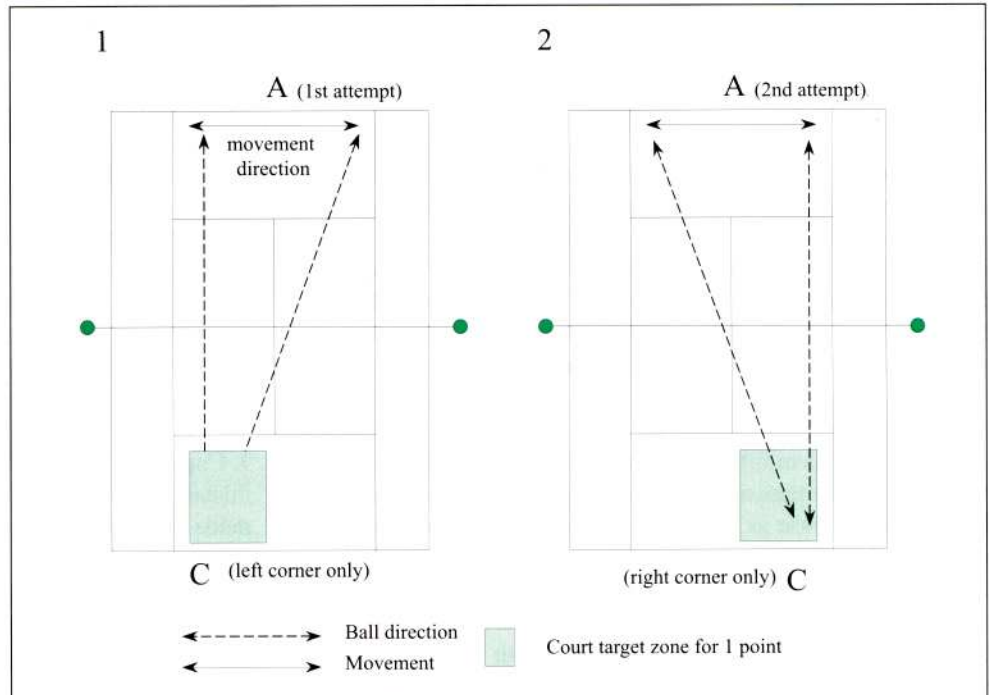 1
A (1st attempt)
movement
direction
C (left corner only)
2
A (2nd attempt)
(right corner only) C
Ball direction
Movement
Court target zone for 1 point